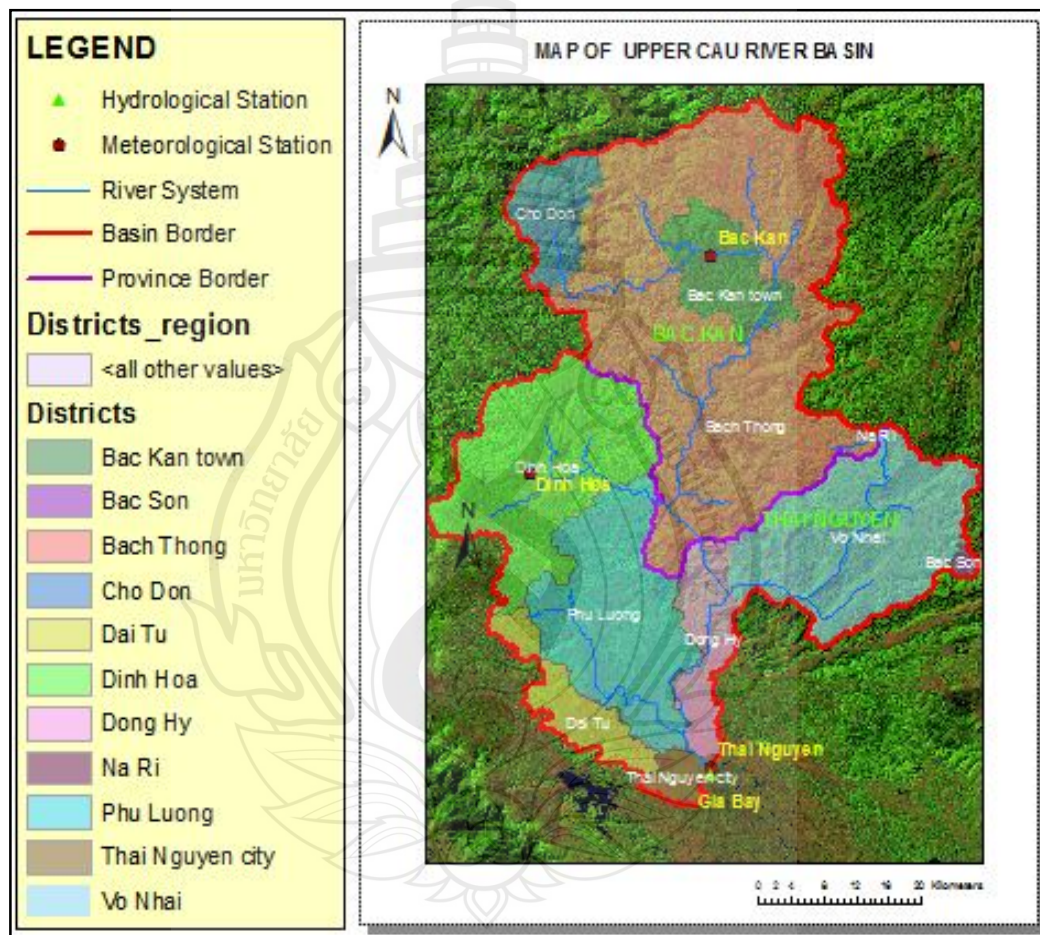 LEGEND
Hydrological Station
Meteorological Station
River System
Basin Border
Province Border
Districts_region
<all other values>
Districts
Bac Kan town
Bac Son
Bach Thong
Cho Don
Dai Tu
Dinh Hoa
Dong Hy
Na Ri
Phu Luong
Thai Nguyen city
Vo Nhai
MAP OF UPPER CAU RIVER BASIN
N
Cho Don
Bac Kan
Bac Kan town
BAC KAN
Bach Thong
Na Ri
Dinh Hoa
Dinh Hoa
N
THAI NGUYEN
Vo Nhai
Bac Son
Phu Luong
Dong Hy
Dai Tu
Thai Nguyen
Thai Nguyen city
Gia Bay
0 2 4 8 12 16 20 Kilometers